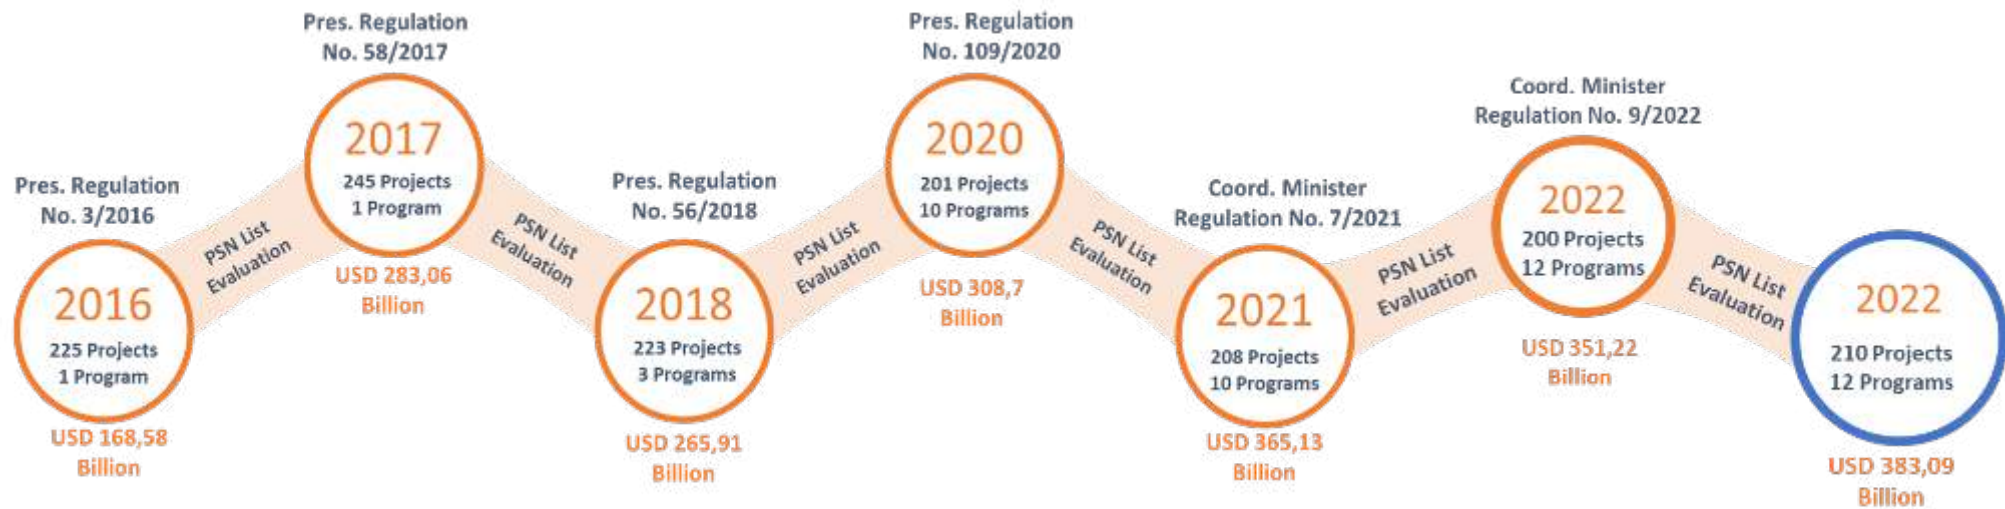 Pres. Regulation
No. 3/2016
2016
225 Projects
1 Program
USD 168,58
Billion
PSN List
Evaluation
Pres. Regulation
No. 58/2017
2017
245 Projects
1 Program
USD 283,06
Billion
PSN List
Evaluation
Pres. Regulation
No. 56/2018
2018
223 Projects
3 Programs
USD 265,91
Billion
PSN List
Evaluation
Pres. Regulation
No. 109/2020
2020
201 Projects
10 Programs
USD 308,7
Billion
PSN List
Evaluation
Coord. Minister
Regulation No. 7/2021
2021
208 Projects
10 Programs
USD 365,13
Billion
PSN List
Evaluation
Coord. Minister
Regulation No. 9/2022
2022
200 Projects
12 Programs
USD 351,22
Billion
PSN List
Evaluation
2022
210 Projects
12 Programs
USD 383,09
Billion